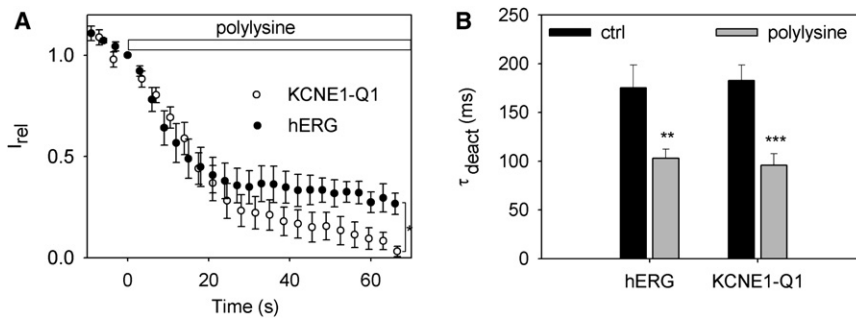 A
polylysine
1.0
0.5
0.0
I rel
KCNE1-Q1
hERG
*
0
20
40
60
Time (s)
B
ctrl
polylysine
250
200
150
100
50
0
τ deact (ms)
**
***
hERG
KCNE1-Q1